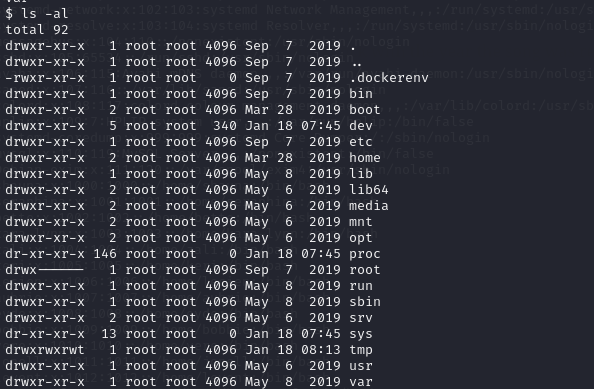 $ ls -al
total 92
drwxr-xr-x   1 root root 4096 Sep  7  2019 .
drwxr-xr-x   1 root root 4096 Sep  7  2019 ..
-rwxr-xr-x   1 root root    0 Sep  7  2019 .dockerenv
drwxr-xr-x   1 root root 4096 Sep  7  2019 bin
drwxr-xr-x   2 root root 4096 Mar 28  2019 boot
drwxr-xr-x   5 root root  340 Jan 18 07:45 dev
drwxr-xr-x   1 root root 4096 Sep  7  2019 etc
drwxr-xr-x   2 root root 4096 Mar 28  2019 home
drwxr-xr-x   1 root root 4096 May  8  2019 lib
drwxr-xr-x   2 root root 4096 May  6  2019 lib64
drwxr-xr-x   2 root root 4096 May  6  2019 media
drwxr-xr-x   2 root root 4096 May  6  2019 mnt
drwxr-xr-x   2 root root 4096 May  6  2019 opt
dr-xr-xr-x 146 root root    0 Jan 18 07:45 proc
drwx------   1 root root 4096 Sep  7  2019 root
drwxr-xr-x   1 root root 4096 May  8  2019 run
drwxr-xr-x   1 root root 4096 May  8  2019 sbin
drwxr-xr-x   2 root root 4096 May  6  2019 srv
dr-xr-xr-x  13 root root    0 Jan 18 07:45 sys
drwxrwxrwt   1 root root 4096 Jan 18 08:13 tmp
drwxr-xr-x   1 root root 4096 May  6  2019 usr
drwxr-xr-x   1 root root 4096 May  8  2019 var